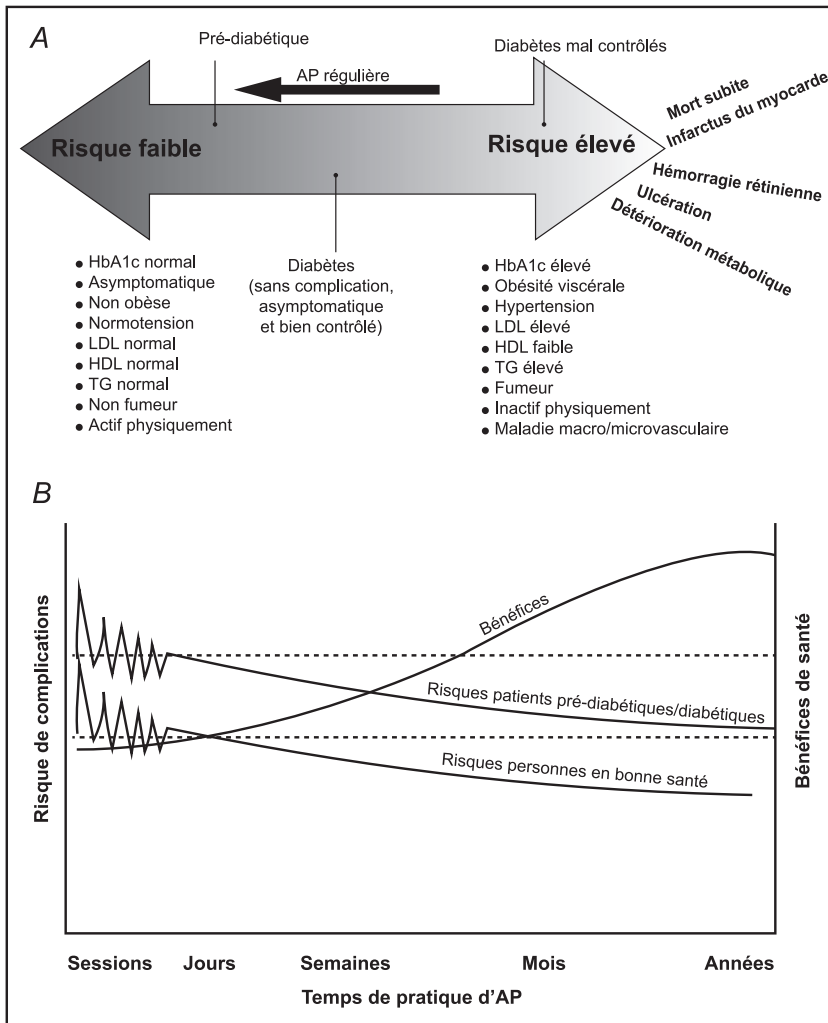 A
Pré-diabétique
Diabètes mal contrôlés
AP régulière
Risque faible
Risque élevé
Mort subite
Infarctus du myocarde
Hémorragie rétinienne
Ulcération
Détérioration métabolique
• HbA1c normal
• Asymptomatique
• Non obèse
• Normotension
• LDL normal
• HDL normal
• TG normal
• Non fumeur
• Actif physiquement
Diabètes
(sans complication,
asymptomatique
et bien contrôlé)
• HbA1c élevé
• Obésité viscérale
• Hypertension
• LDL élevé
• HDL faible
• TG élevé
• Fumeur
• Inactif physiquement
• Maladie macro/microvasculaire
B
Risque de complications
Bénéfices
Risques patients pré-diabétiques/diabétiques
Risques personnes en bonne santé
Bénéfices de santé
Sessions Jours Semaines Mois Années
Temps de pratique d’AP